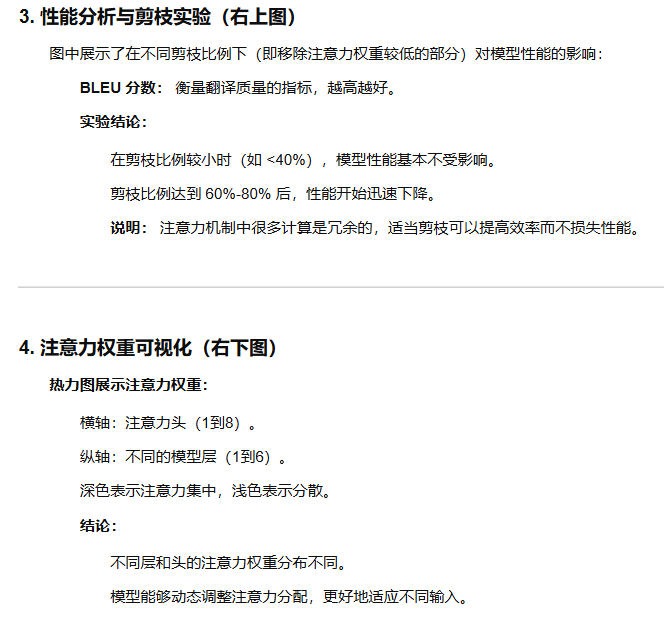 3. 性能分析与剪枝实验（右上图）
图中展示了在不同剪枝比例下（即移除注意力权重较低的部分）对模型性能的影响：
BLEU 分数： 衡量翻译质量的指标，越高越好。
实验结论：
在剪枝比例较小时（如 <40%），模型性能基本不受影响。
剪枝比例达到 60%-80% 后，性能开始迅速下降。
说明： 注意力机制中很多计算是冗余的，适当剪枝可以提高效率而不损失性能。
4. 注意力权重可视化（右下图）
热力图展示注意力权重：
横轴：注意力头（1到8）。
纵轴：不同的模型层（1到6）。
深色表示注意力集中，浅色表示分散。
结论：
不同层和头的注意力权重分布不同。
模型能够动态调整注意力分配，更好地适应不同输入。